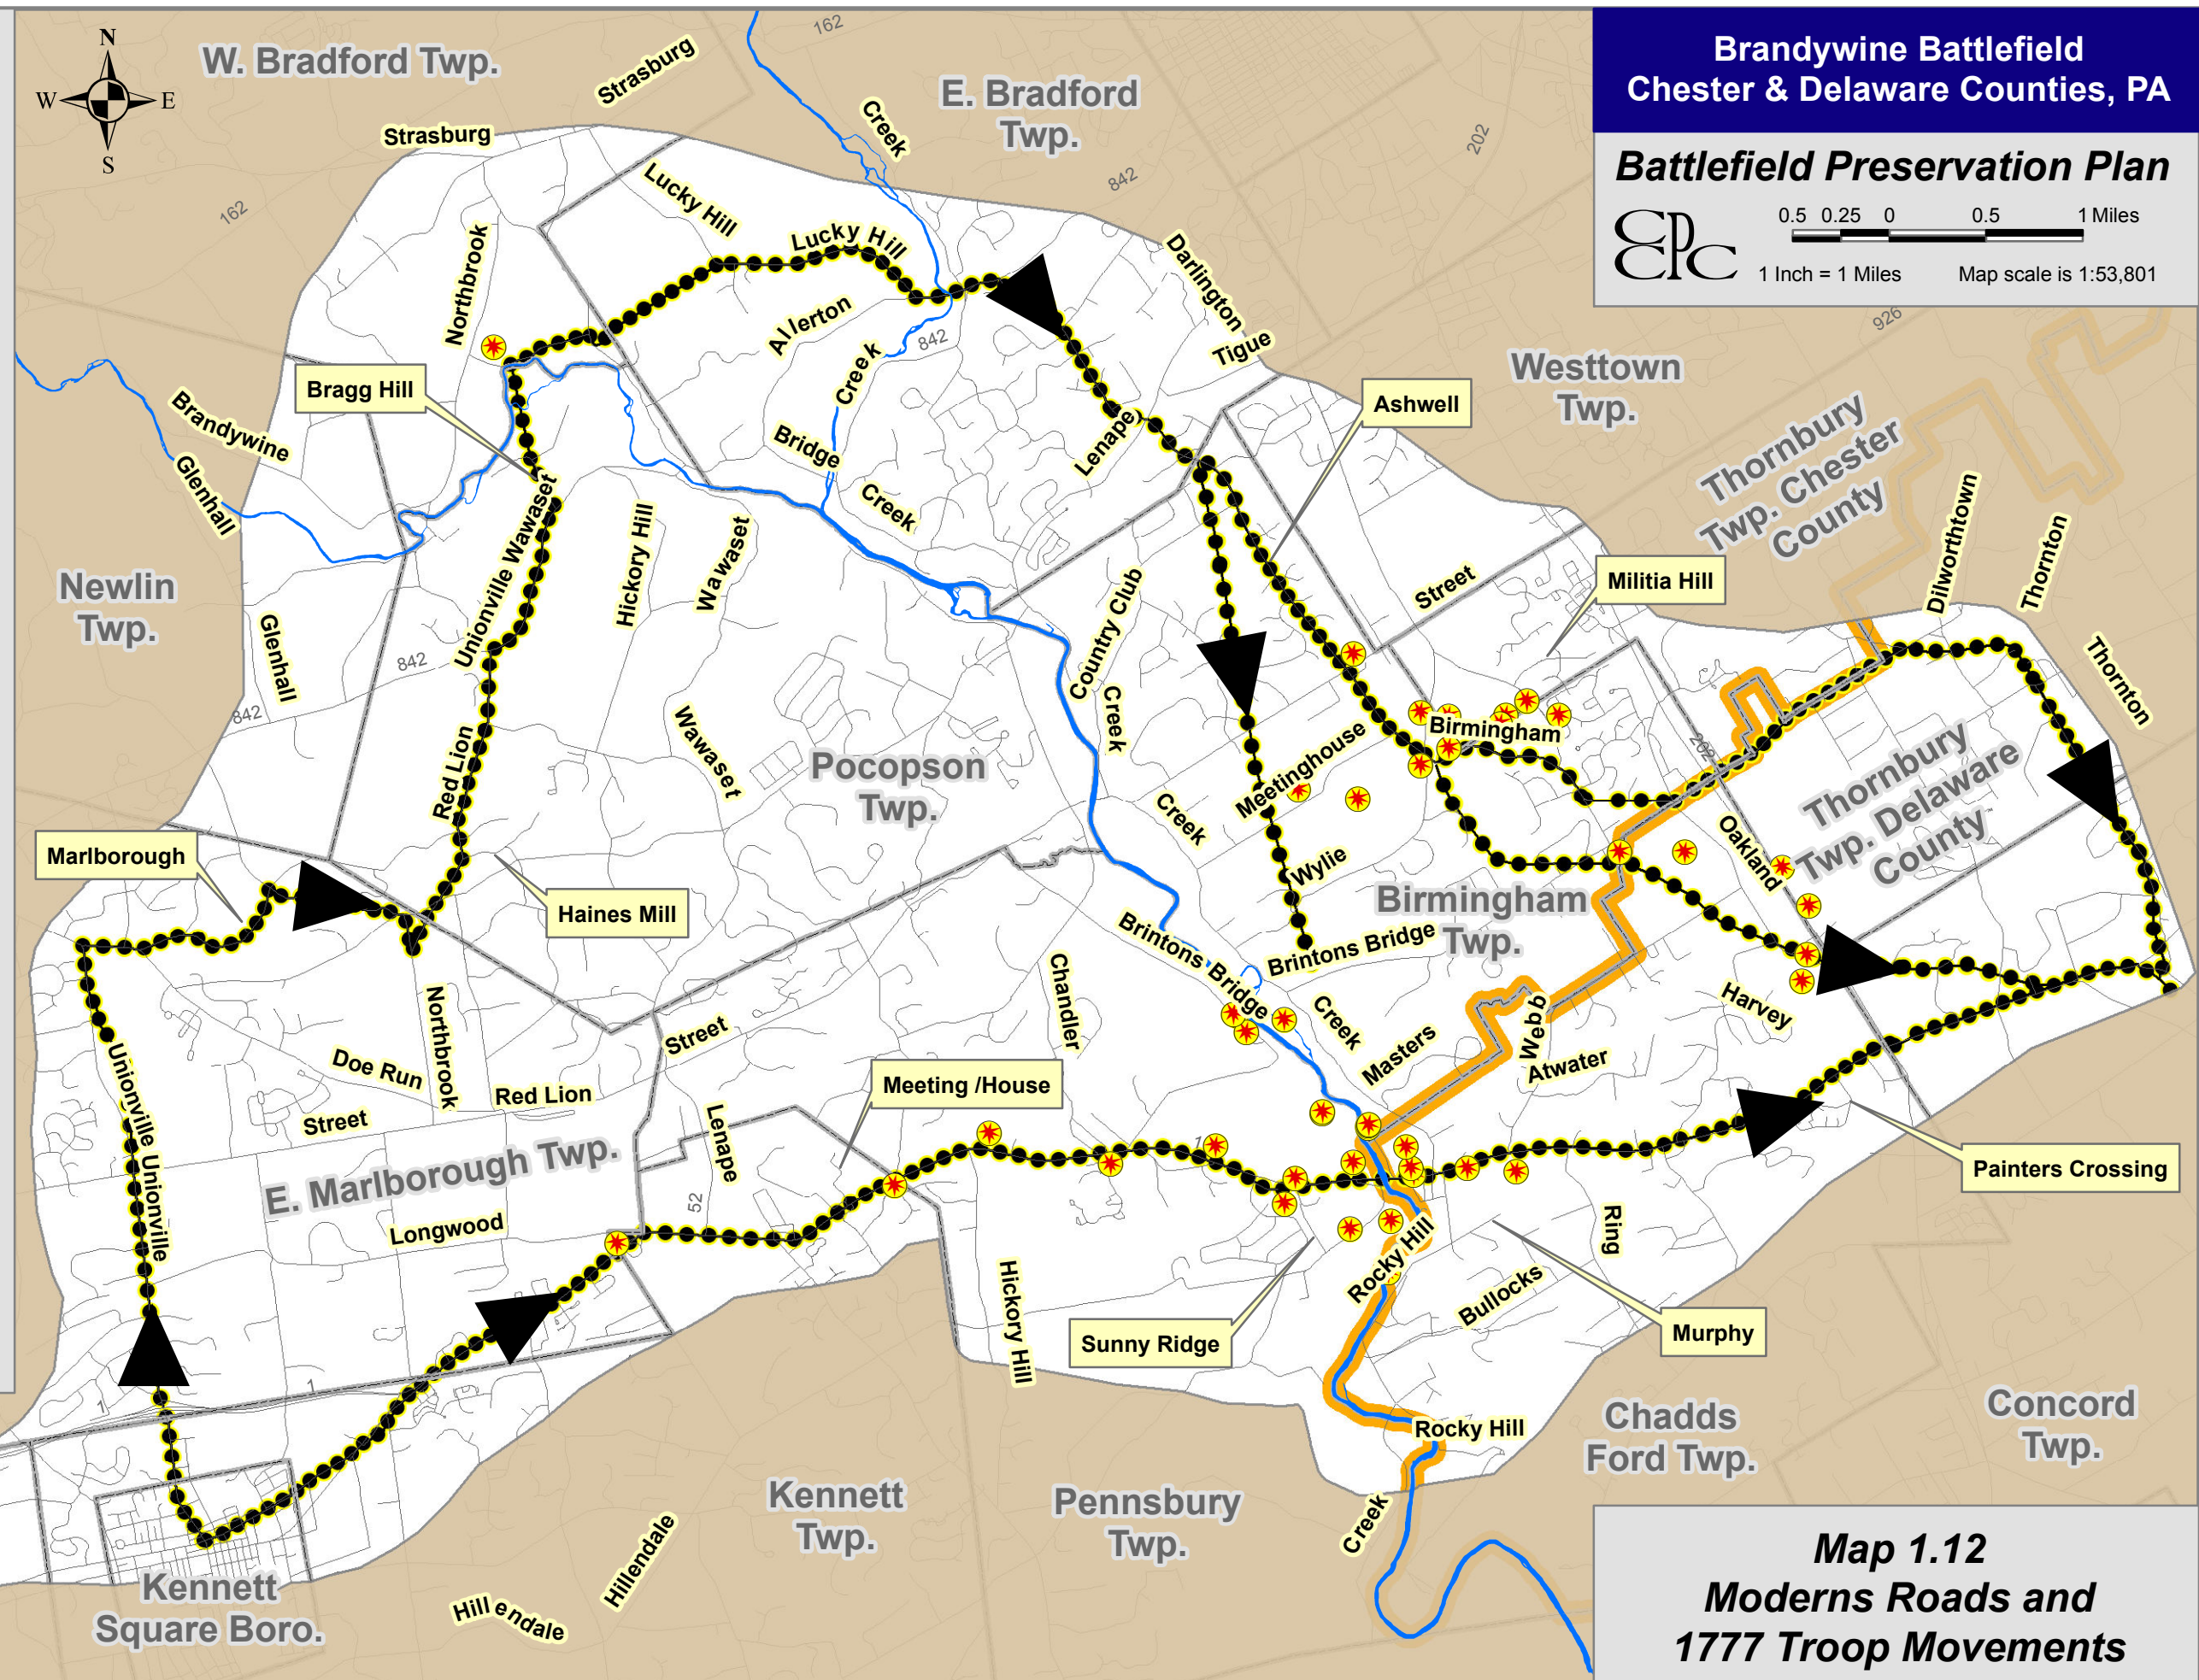 Brandywine Battlefield
Chester & Delaware Counties, PA
Battlefield Preservation Plan
0.5 0.25 0 0.5 1 Miles
1 Inch = 1 Miles Map scale is 1:53,801
N
W E
S
W. Bradford Twp.
Strasburg
162
E. Bradford
Twp.
Creek
Strasburg
202
842
162
Lucky Hill
Lucky Hill
Northbrook
Darlington
926
Allerton
842
Tigue
Creek
Westtown
Twp.
Bragg Hill
Ashwell
Brandywine
Bridge
Lenape
Thornbury
Twp. Chester
County
Glenhall
Creek
Unionville Wawaset
Hickory Hill
Wawaset
Dilworthtown
Thornton
Newlin
Twp.
Street
Militia Hill
Country Club
Glenhall
842
842
Creek
Thornton
Wawaset
Birmingham
202
Red Lion
Pocopson
Twp.
Meetinghouse
Thornbury
Twp. Delaware
County
Creek
Oakland
Marlborough
Wylie
Haines Mill
Birmingham
Twp.
Brintons Bridge
Brintons Bridge
Chandler
Northbrook
Harvey
Street
Creek
Webb
Masters
Unionville
Doe Run
Atwater
Red Lion
Meeting /House
Street
Lenape
1
E. Marlborough Twp.
Painters Crossing
Unionville
52
Longwood
Ring
Rocky Hill
Hickory Hill
Bullocks
Sunny Ridge
Murphy
1
1
Rocky Hill
Chadds
Ford Twp.
Concord
Twp.
Kennett
Twp.
Pennsbury
Twp.
Creek
Hillendale
Kennett
Square Boro.
Hillendale
Map 1.12
Moderns Roads and
1777 Troop Movements